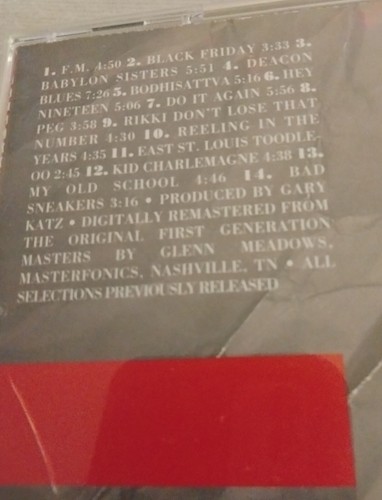 1. F.M. 4:50 2. BLACK FRIDAY 3:33 3.
BABYLON SISTERS 5:51 4. DEACON
BLUES 7:26 5. BODHISATTVA 5:16 6. HEY
NINETEEN 5:06 7. DO IT AGAIN 5:56 8.
PEG 3:58 9. RIKKI DON'T LOSE THAT
NUMBER 4:30 10. REELING IN THE
YEARS 4:35 11. EAST ST. LOUIS TOODLE-
OO 2:45 12. KID CHARLEMAGNE 4:38 13.
MY OLD SCHOOL 4:46 14. BAD
SNEAKERS 3:16 • PRODUCED BY GARY
KATZ • DIGITALLY REMASTERED FROM
THE ORIGINAL FIRST GENERATION
MASTERS BY GLENN MEADOWS,
MASTERFONICS, NASHVILLE, TN • ALL
SELECTIONS PREVIOUSLY RELEASED